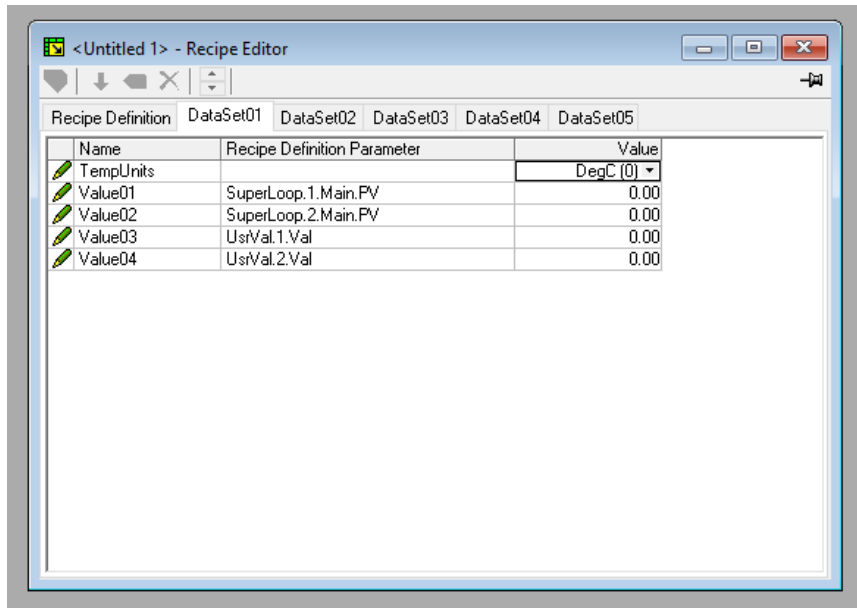 <Untitled 1> - Recipe Editor
Recipe Definition DataSet01 DataSet02 DataSet03 DataSet04 DataSet05
Name Recipe Definition Parameter Value
TempUnits DegC (0)
Value01 SuperLoop.1.Main.PV 0.00
Value02 SuperLoop.2.Main.PV 0.00
Value03 UsrVal.1.Val 0.00
Value04 UsrVal.2.Val 0.00